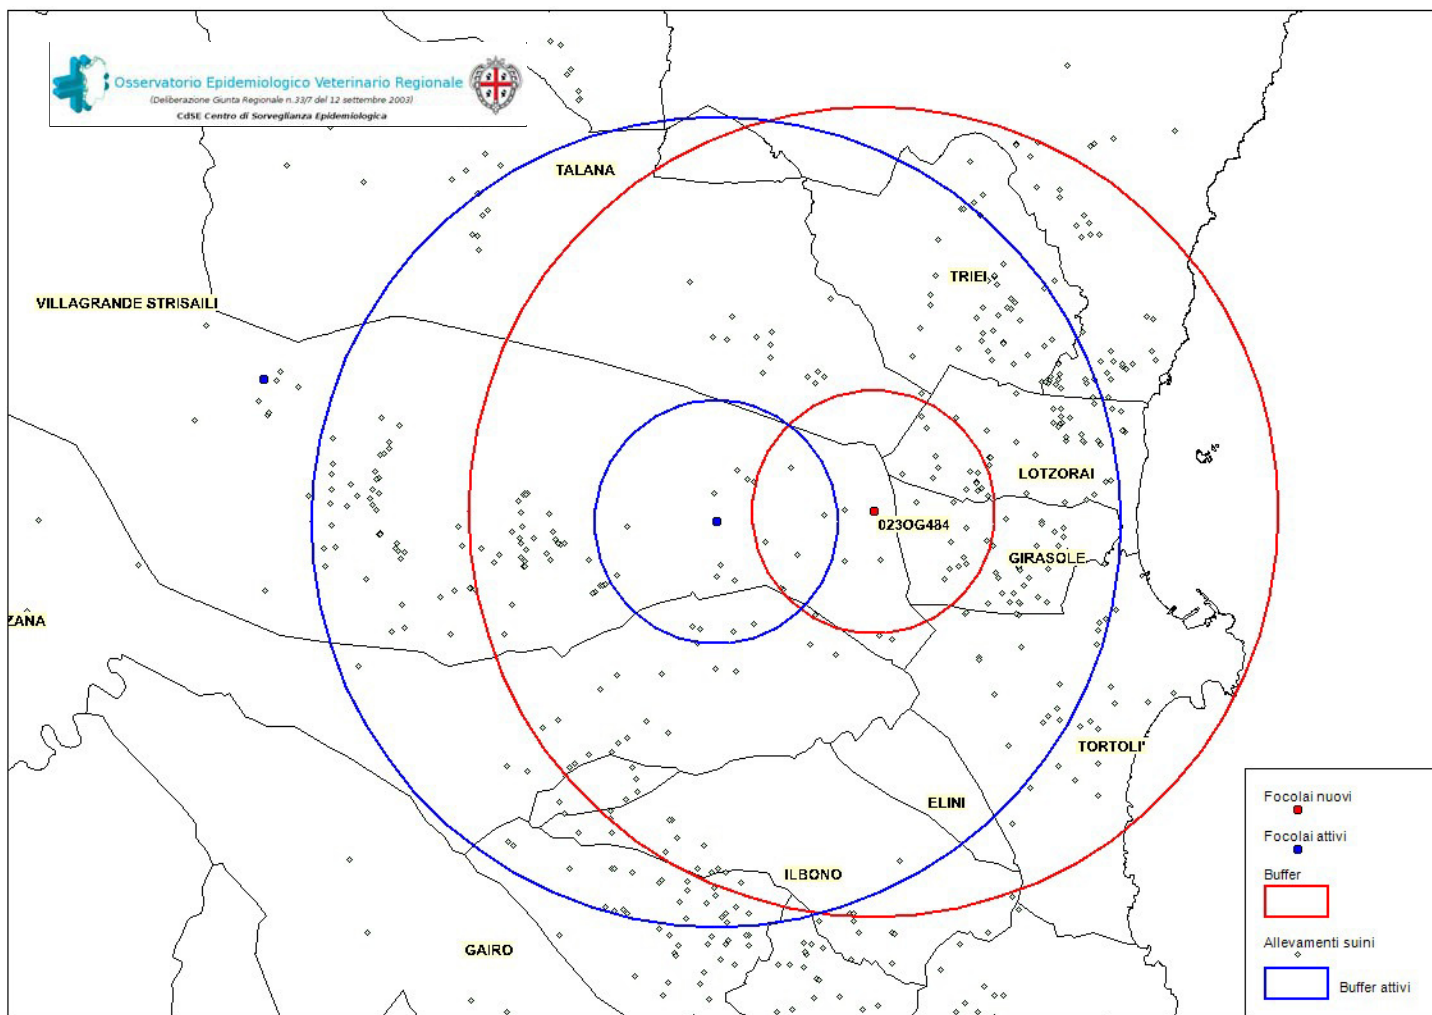 Osservatorio Epidemiologico Veterinario Regionale
(Deliberazione Giunta Regionale n.33/7 del 12 settembre 2003)
CdSE Centro di Sorveglianza Epidemiologica
TALANA
TRIEI
VILLAGRANDE STRISAILI
LOTZORAI
023OG484
GIRASOLE
ZANA
TORTOLI'
ELINI
ILBONO
GAIRO
Focolai nuovi
Focolai attivi
Buffer
Allevamenti suini
Buffer attivi